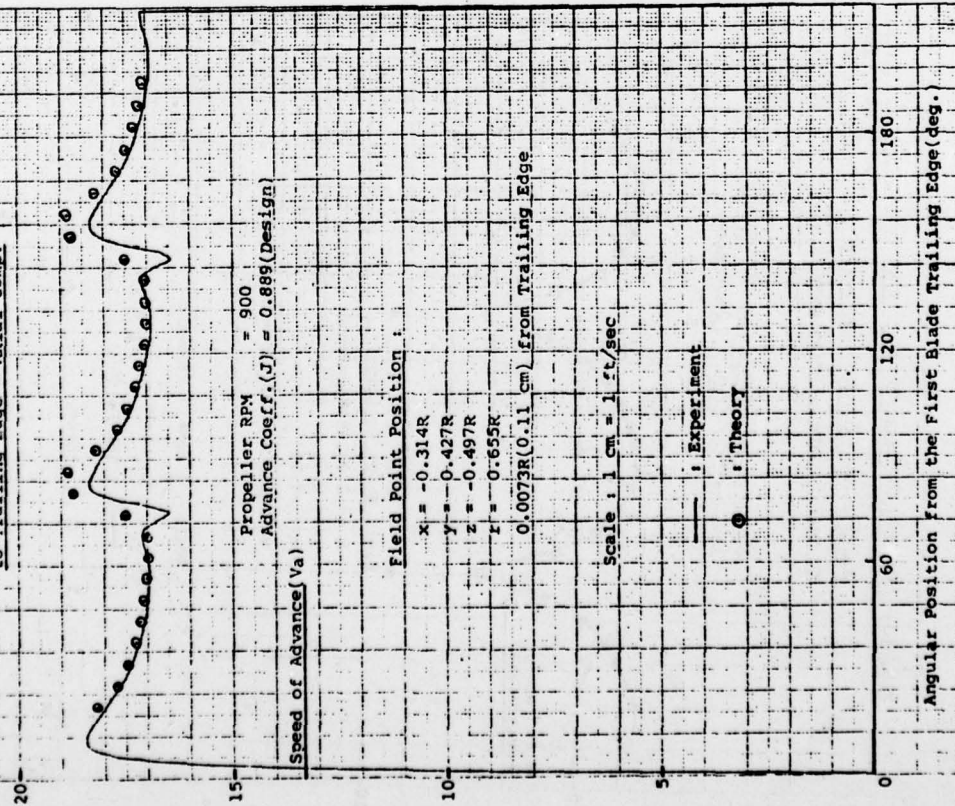 Propeller RPM = 900
Advance Coeff.(J) = 0.889(Design)
Speed of Advance(Va)
Field Point Position :
x = -0.314R
y = 0.427R
z = -0.497R
r = 0.655R
0.0073R(0.11 cm) from Trailing Edge
Scale : 1 cm = 1 ft/sec
: Experiment
: Theory
20
15
10
5
0
60
120
180
Angular Position from the First Blade Trailing Edge(deg.)